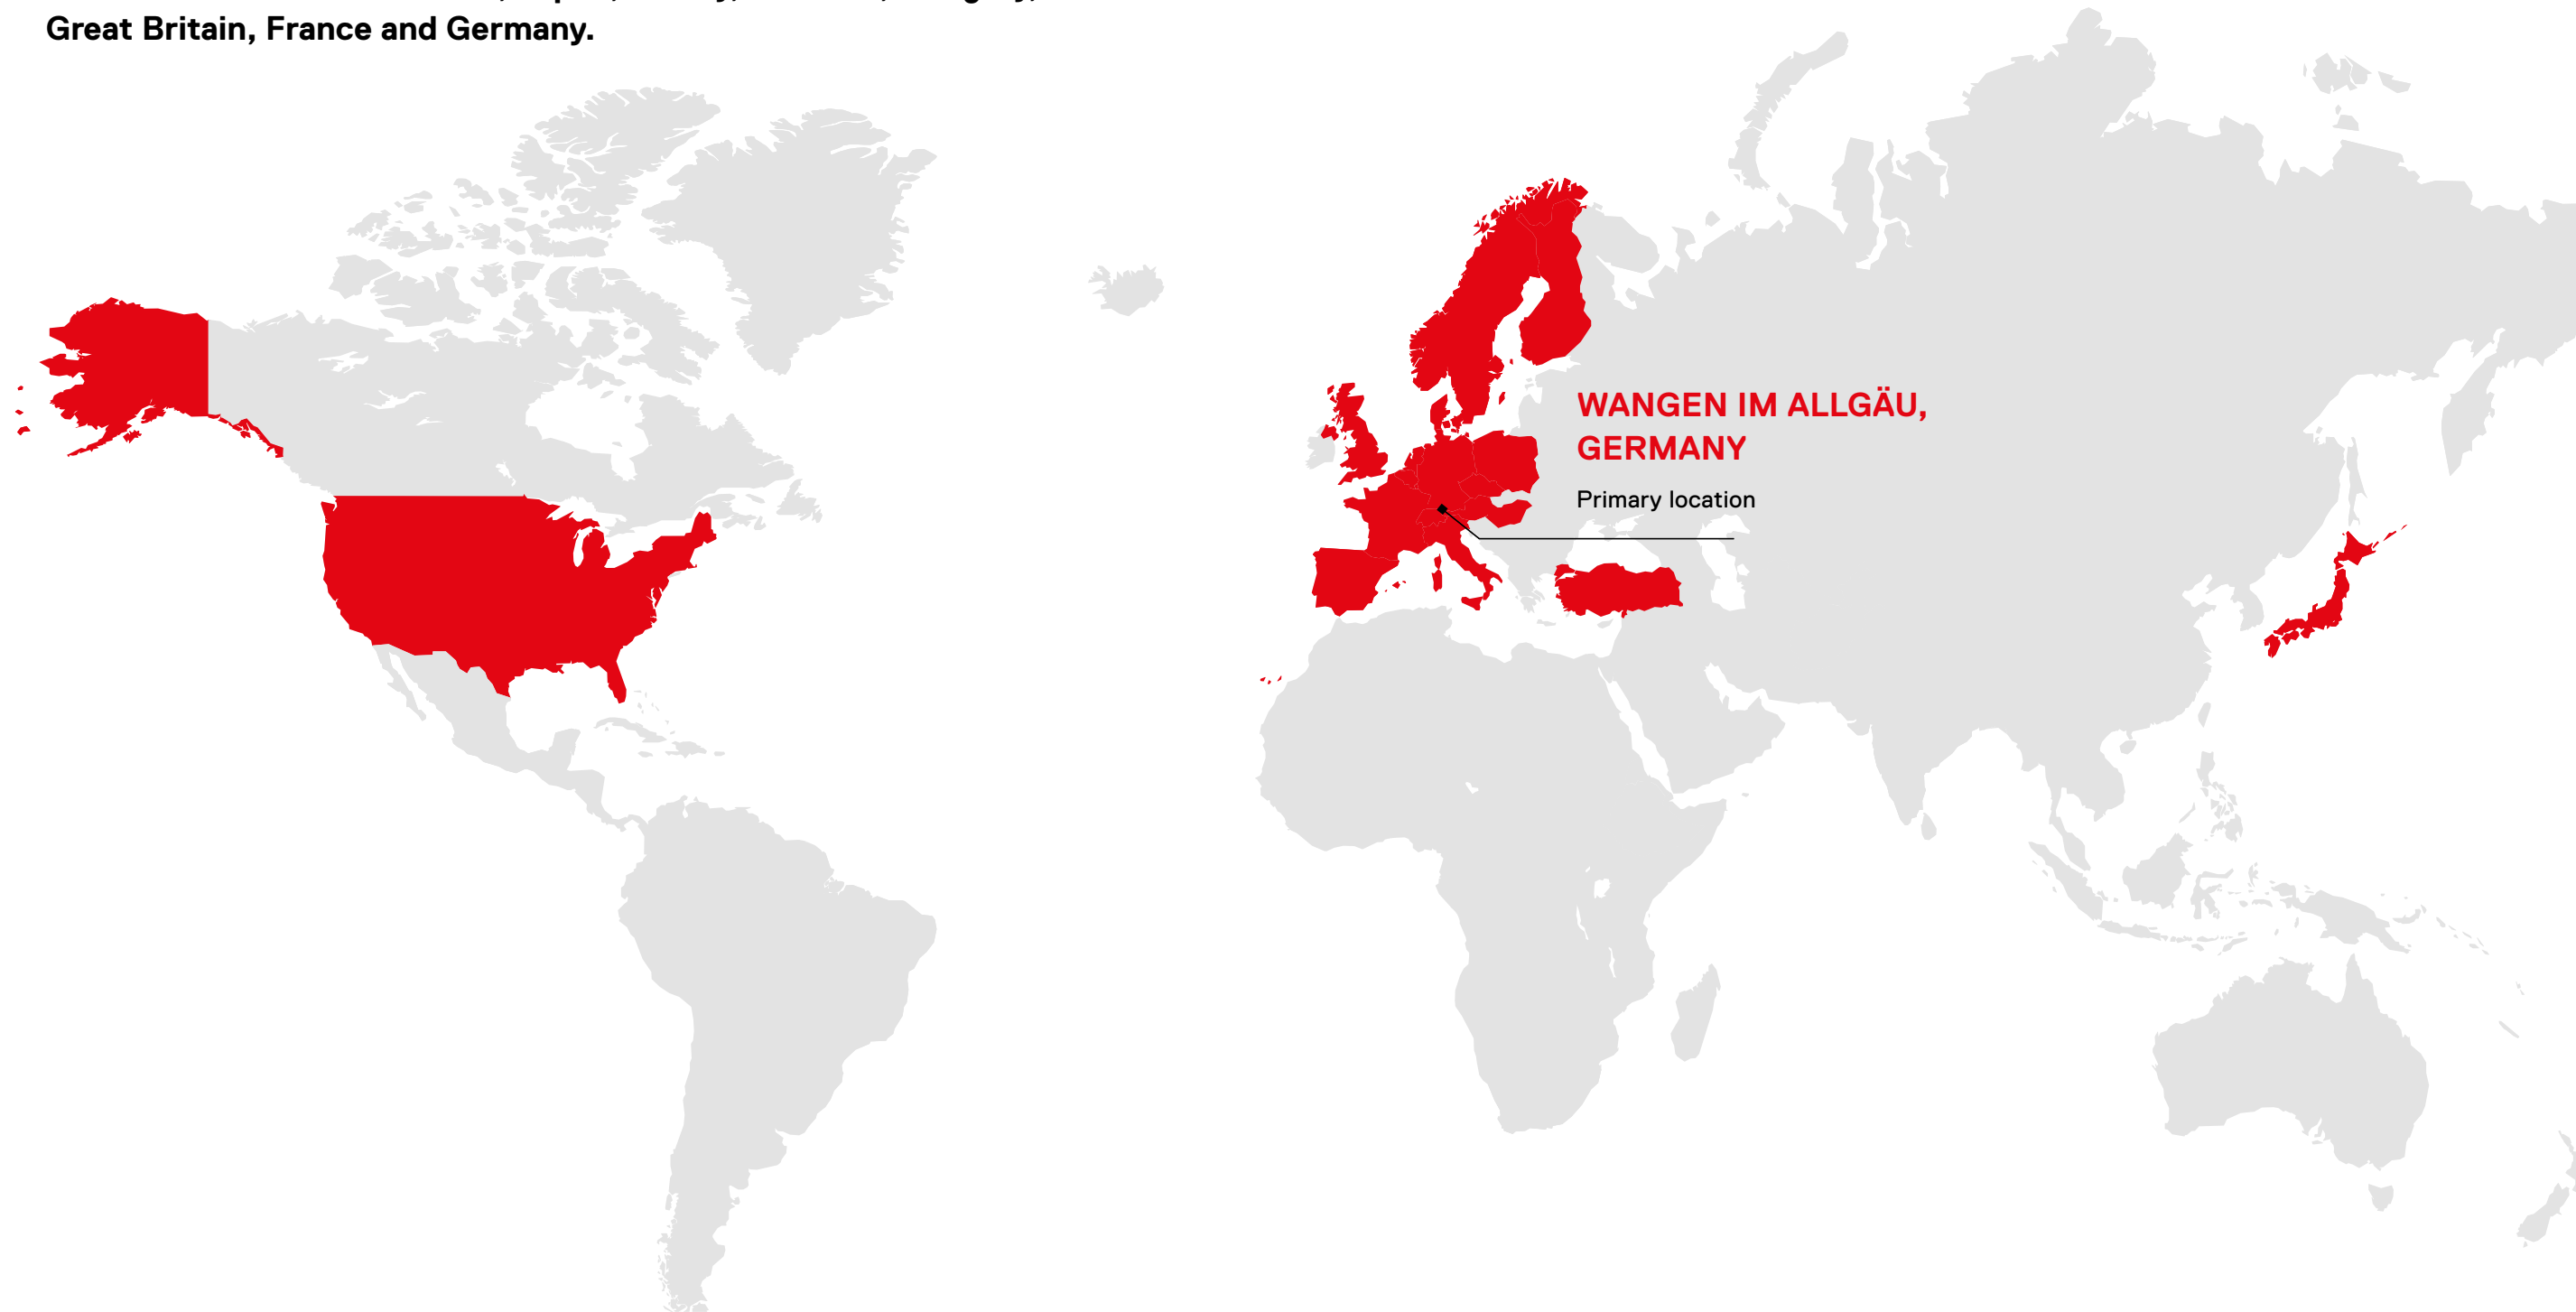 Great Britain, France and Germany.
WANGEN IM ALLGÄU,
GERMANY
Primary location